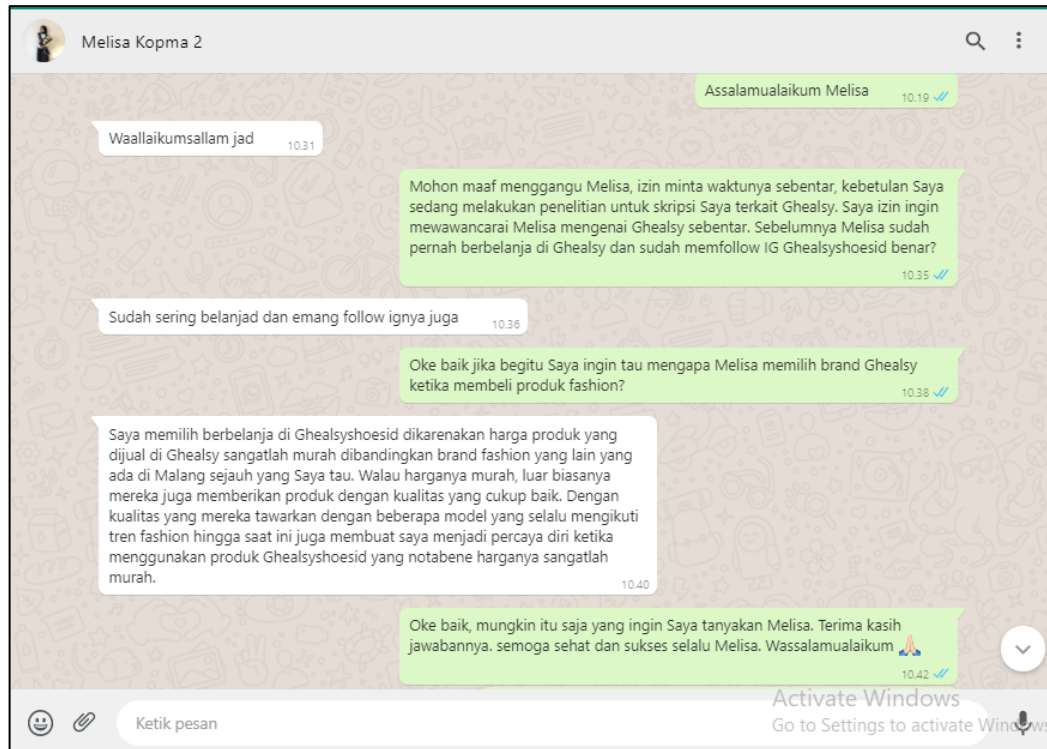 Melisa Kopma 2
Assalamualaikum Melisa
10.19
Waallaikumsallam jad
10.31
Mohon maaf menggangu Melisa, izin minta waktunya sebentar, kebetulan Saya
sedang melakukan penelitian untuk skripsi Saya terkait Ghealsy. Saya izin ingin
mewawancarai Melisa mengenai Ghealsy sebentar. Sebelumnya Melisa sudah
pernah berbelanja di Ghealsy dan sudah memfollow IG Ghealsyshoesid benar?
10.35
Sudah sering belanjad dan emang follow ignya juga
10.36
Oke baik jika begitu Saya ingin tau mengapa Melisa memilih brand Ghealsy
ketika membeli produk fashion?
10.38
Saya memilih berbelanja di Ghealsyshoesid dikarenakan harga produk yang
dijual di Ghealsy sangatlah murah dibandingkan brand fashion yang lain yang
ada di Malang sejauh yang Saya tau. Walau harganya murah, luar biasanya
mereka juga memberikan produk dengan kualitas yang cukup baik. Dengan
kualitas yang mereka tawarkan dengan beberapa model yang selalu mengikuti
tren fashion hingga saat ini juga membuat saya menjadi percaya diri ketika
menggunakan produk Ghealsyshoesid yang notabene harganya sangatlah
murah.
10.40
Oke baik, mungkin itu saja yang ingin Saya tanyakan Melisa. Terima kasih
jawabannya. semoga sehat dan sukses selalu Melisa. Wassalamualaikum 🙏🏻
10.42
Activate Windows
Go to Settings to activate Windows
Ketik pesan